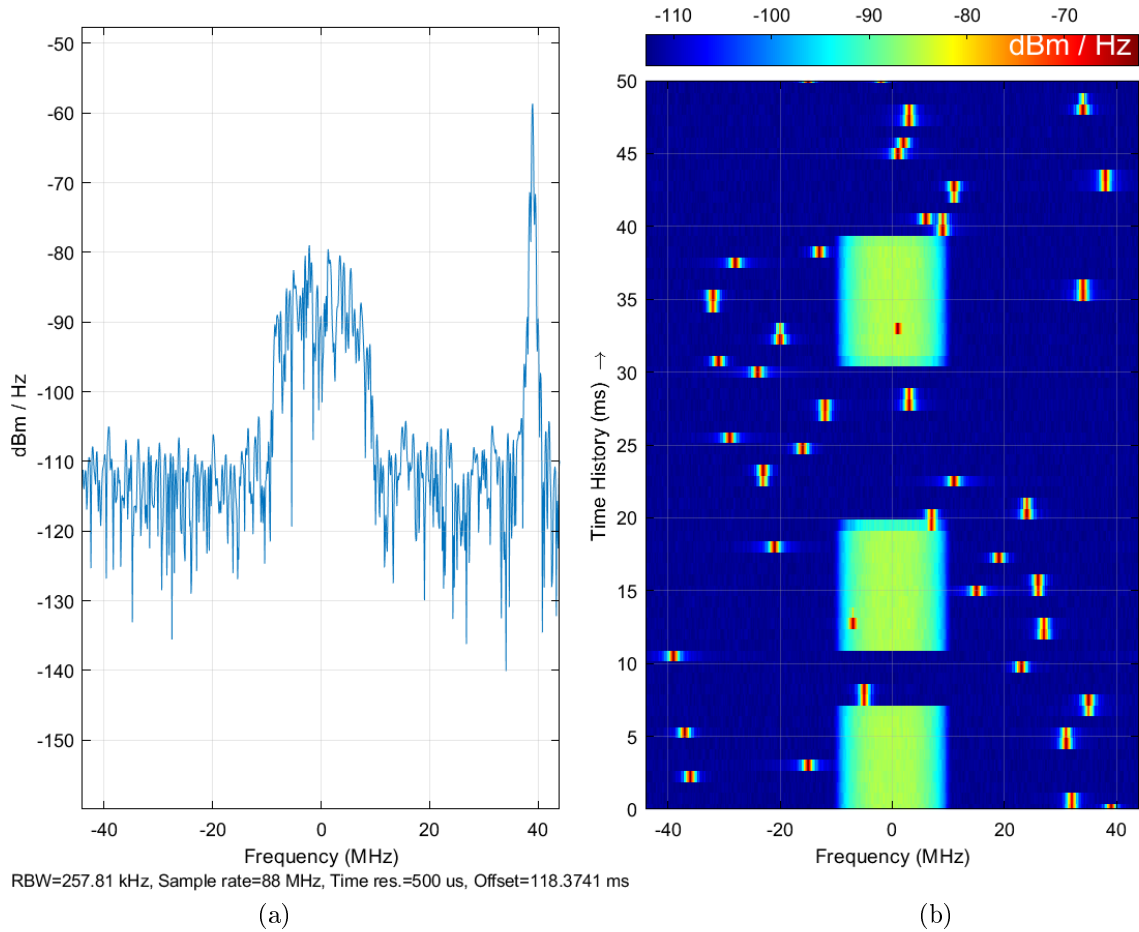 -50
-60
-70
-80
-90
-100
-110
-120
-130
-140
-150
dBm / Hz
-40 -20 0 20 40
Frequency (MHz)
RBW=257.81 kHz, Sample rate=88 MHz, Time res.=500 us, Offset=118.3741 ms
(a)
-110 -100 -90 -80 -70
dBm / Hz
50
45
40
35
30
25
20
15
10
5
0
Time History (ms) →
-40 -20 0 20 40
Frequency (MHz)
(b)